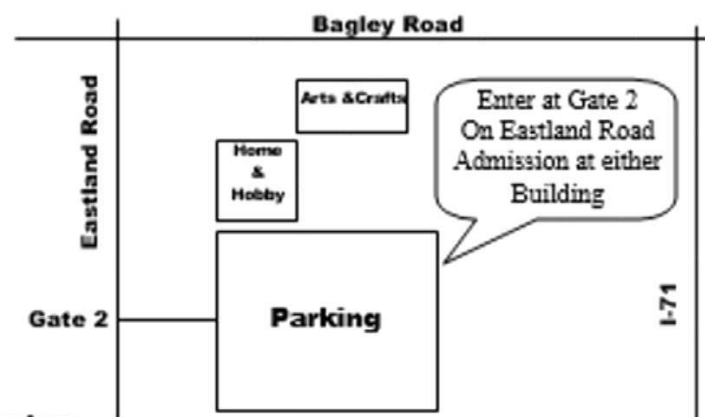 Bagley Road
Eastland Road
Arts &Crafts
Home
&
Hobby
Enter at Gate 2
On Eastland Road
Admission at either
Building
Gate 2
Parking
I-71